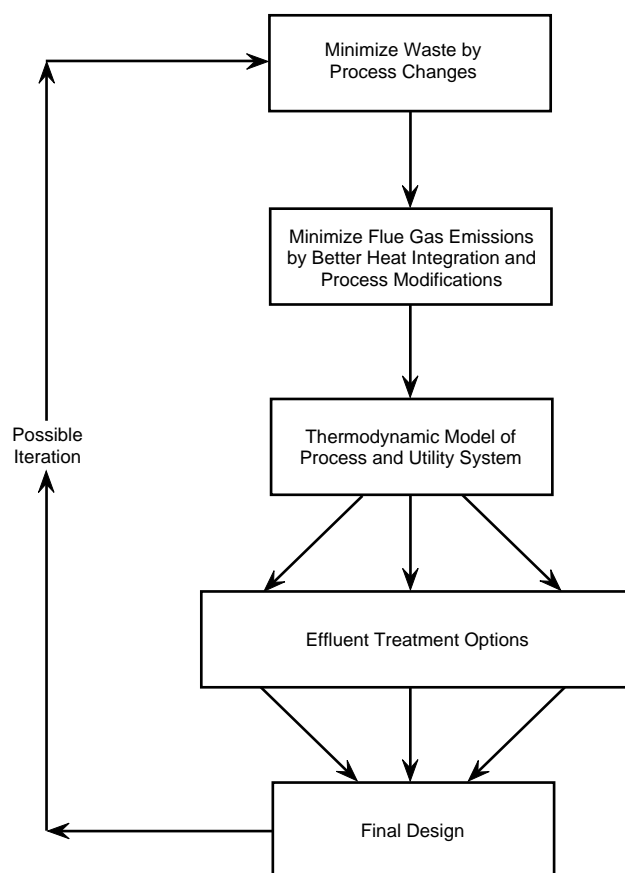 Minimize Waste by
Process Changes
Minimize Flue Gas Emissions
by Better Heat Integration and
Process Modifications
Thermodynamic Model of
Process and Utility System
Possible
Iteration
Effluent Treatment Options
Final Design